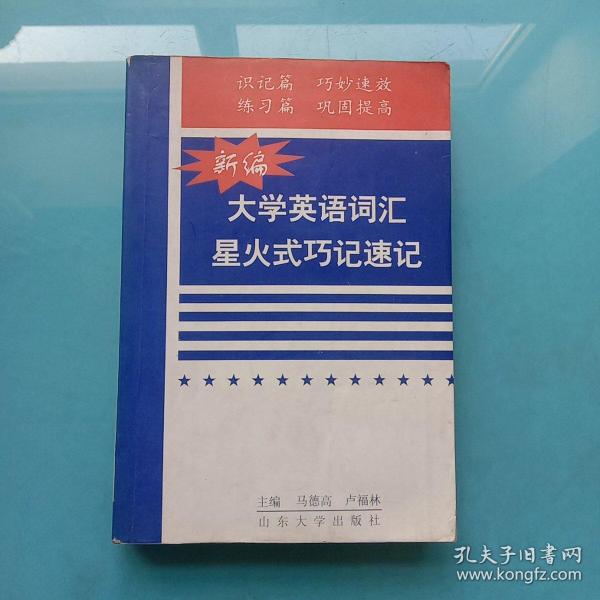 识记篇 巧妙速效
练习篇 巩固提高
新编
大学英语词汇
星火式巧记速记
主编 马德高 卢福林
山东大学出版社
孔夫子旧书网
www.kongfz.com